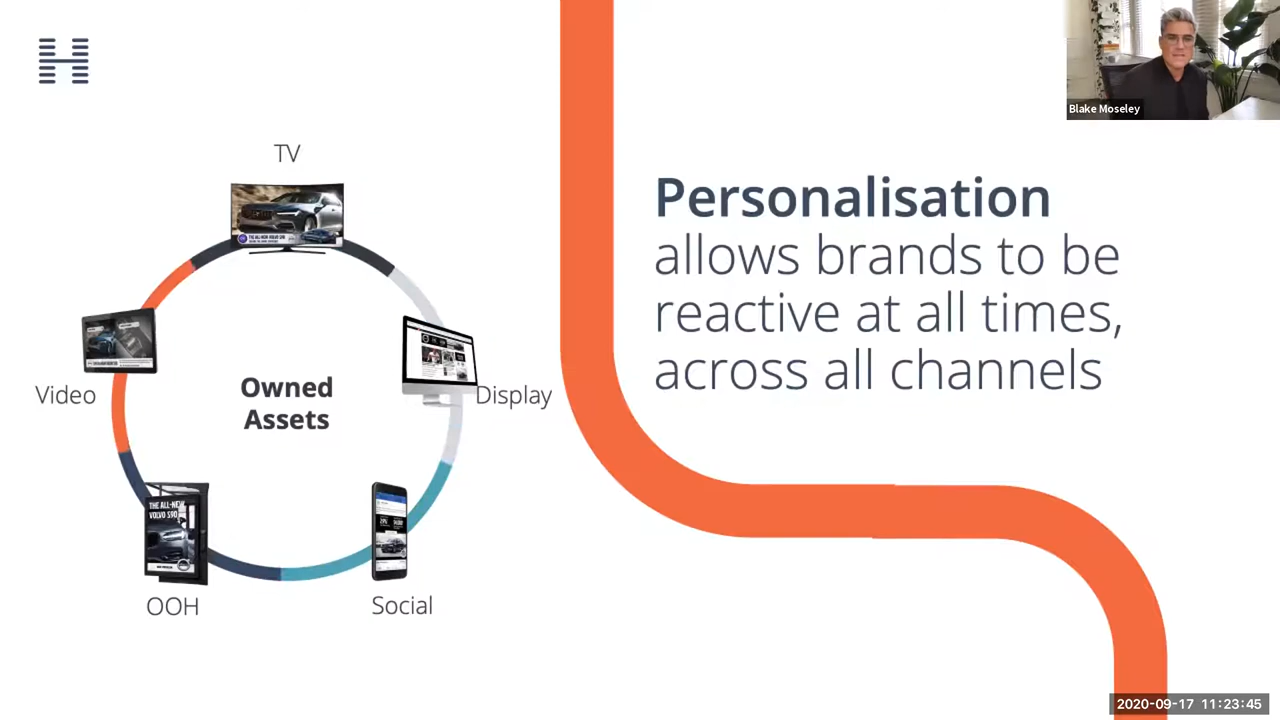 Blake Moseley
TV
Personalisation
allows brands to be
reactive at all times,
across all channels
Owned
Assets
Video
Display
THE ALL-NEW
VOLVO S90
OOH
Social
2020-09-17 11:23:45